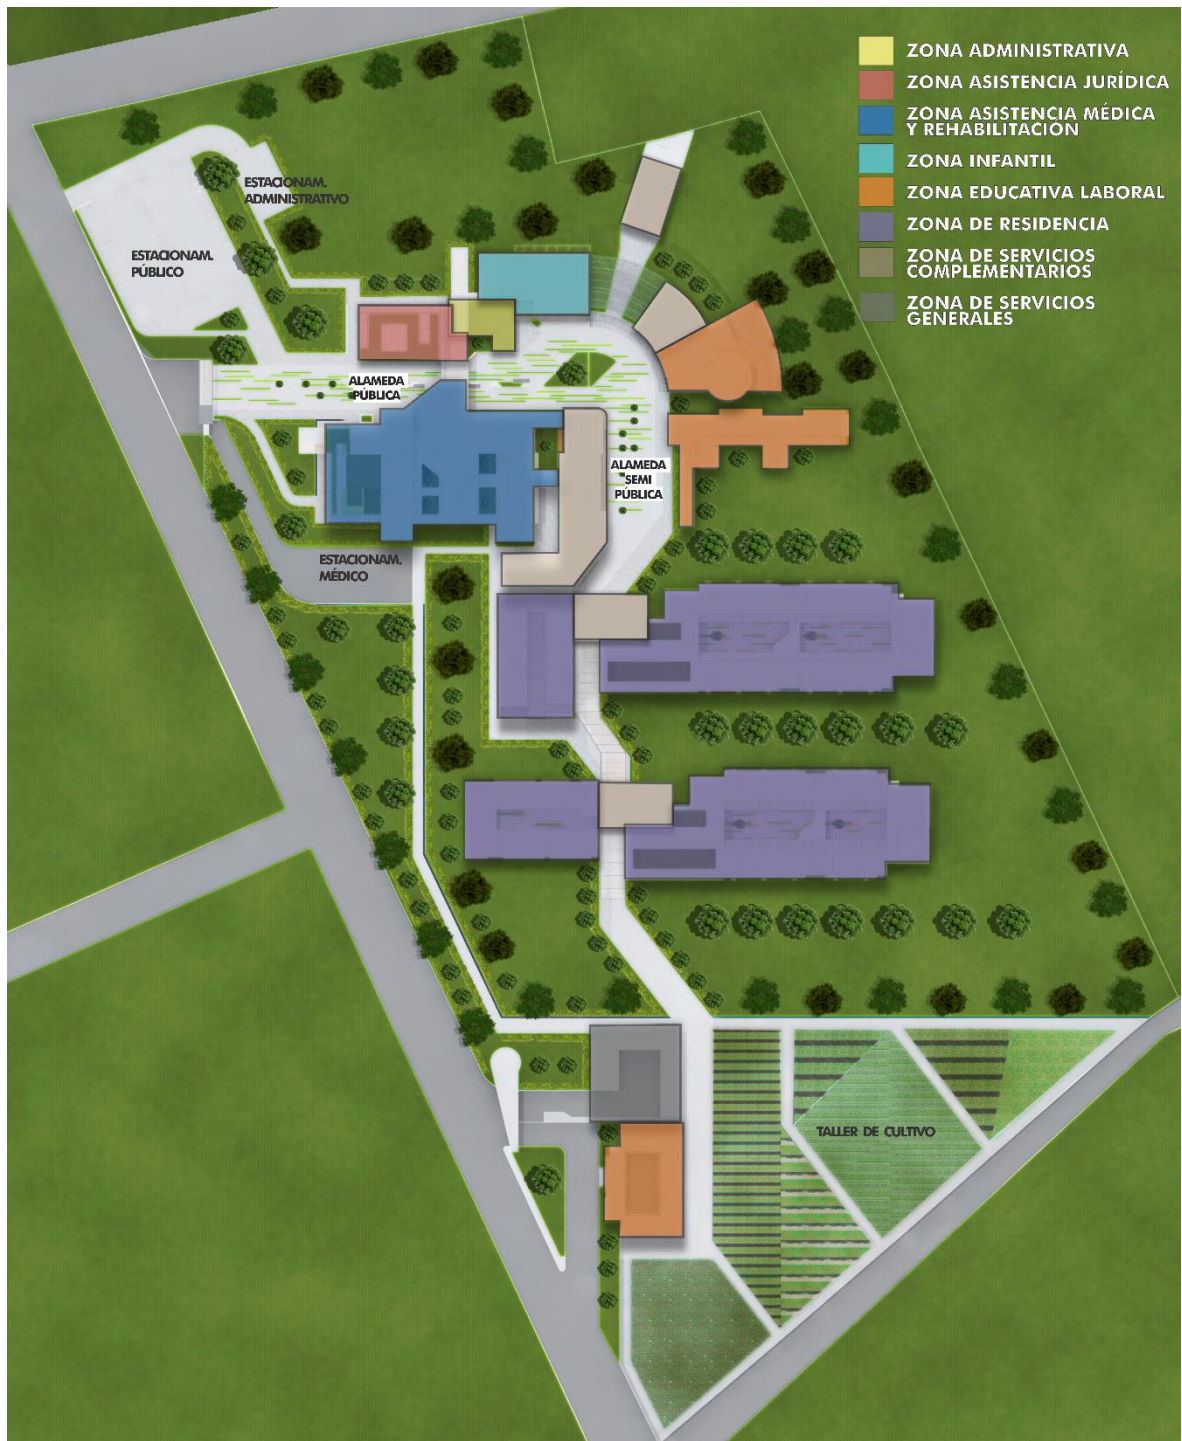 ZONA ADMINISTRATIVA
ZONA ASISTENCIA JURÍDICA
ZONA ASISTENCIA MÉDICA
Y REHABILITACIÓN
ZONA INFANTIL
ZONA EDUCATIVA LABORAL
ZONA DE RESIDENCIA
ZONA DE SERVICIOS
COMPLEMENTARIOS
ZONA DE SERVICIOS
GENERALES
ESTACIONAM.
ADMINISTRATIVO
ESTACIONAM.
PÚBLICO
ALAMEDA
PÚBLICA
ALAMEDA
SEMI
PÚBLICA
ESTACIONAM.
MÉDICO
TALLER DE CULTIVO